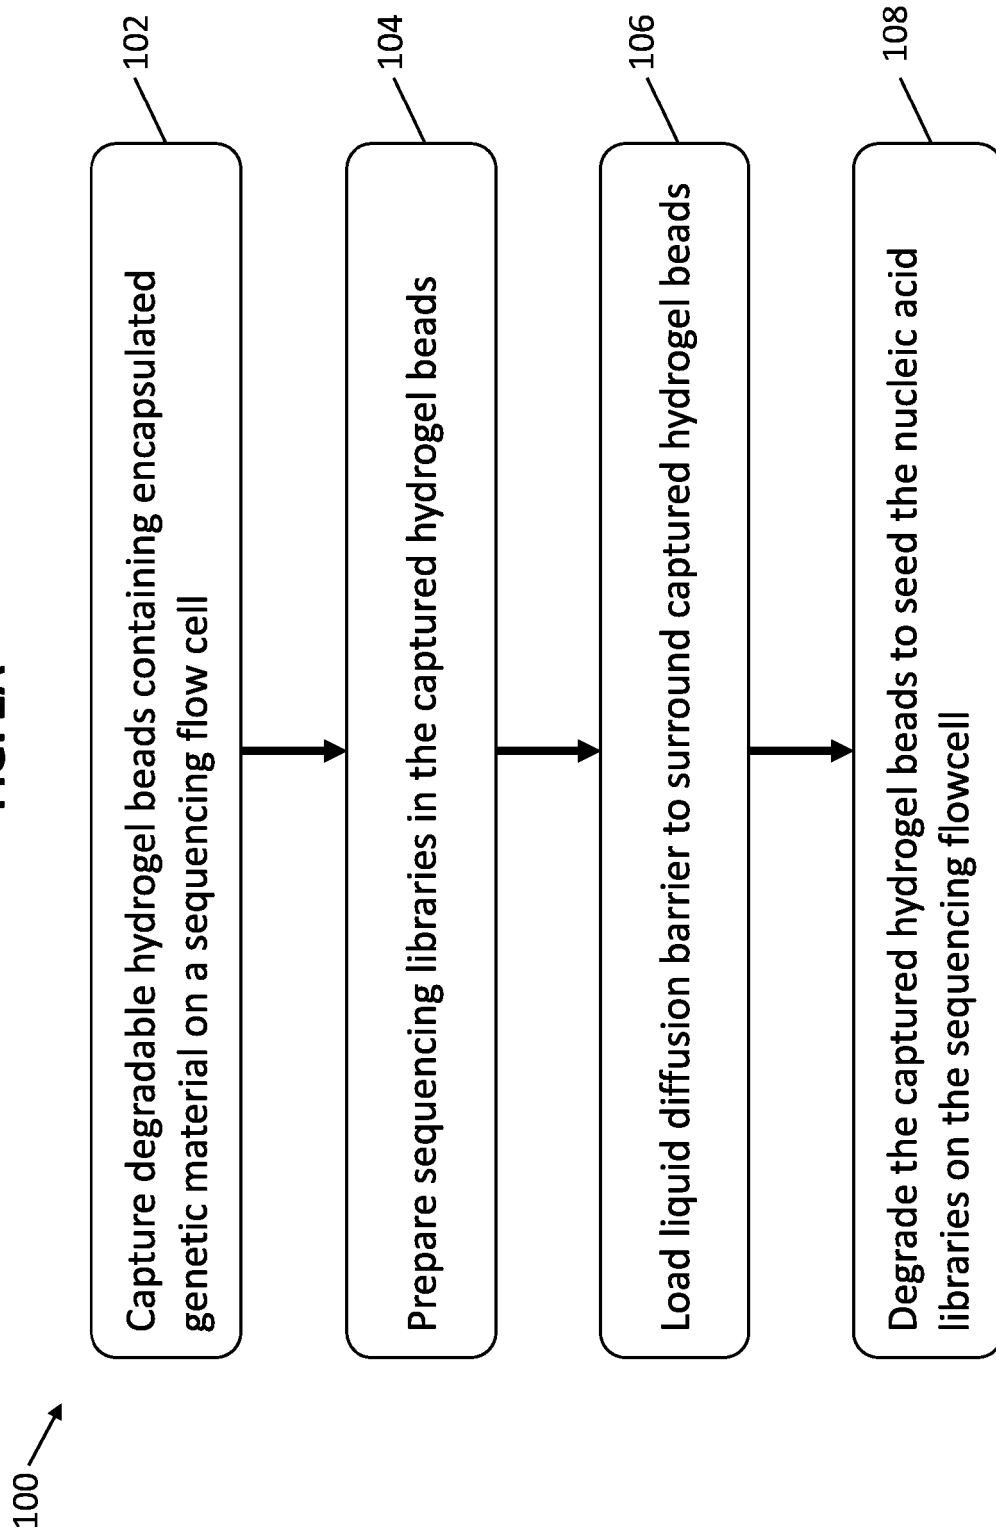 100
102
Capture degradable hydrogel beads containing encapsulated
genetic material on a sequencing flow cell
104
Prepare sequencing libraries in the captured hydrogel beads
106
Load liquid diffusion barrier to surround captured hydrogel beads
108
Degrade the captured hydrogel beads to seed the nucleic acid
libraries on the sequencing flowcell